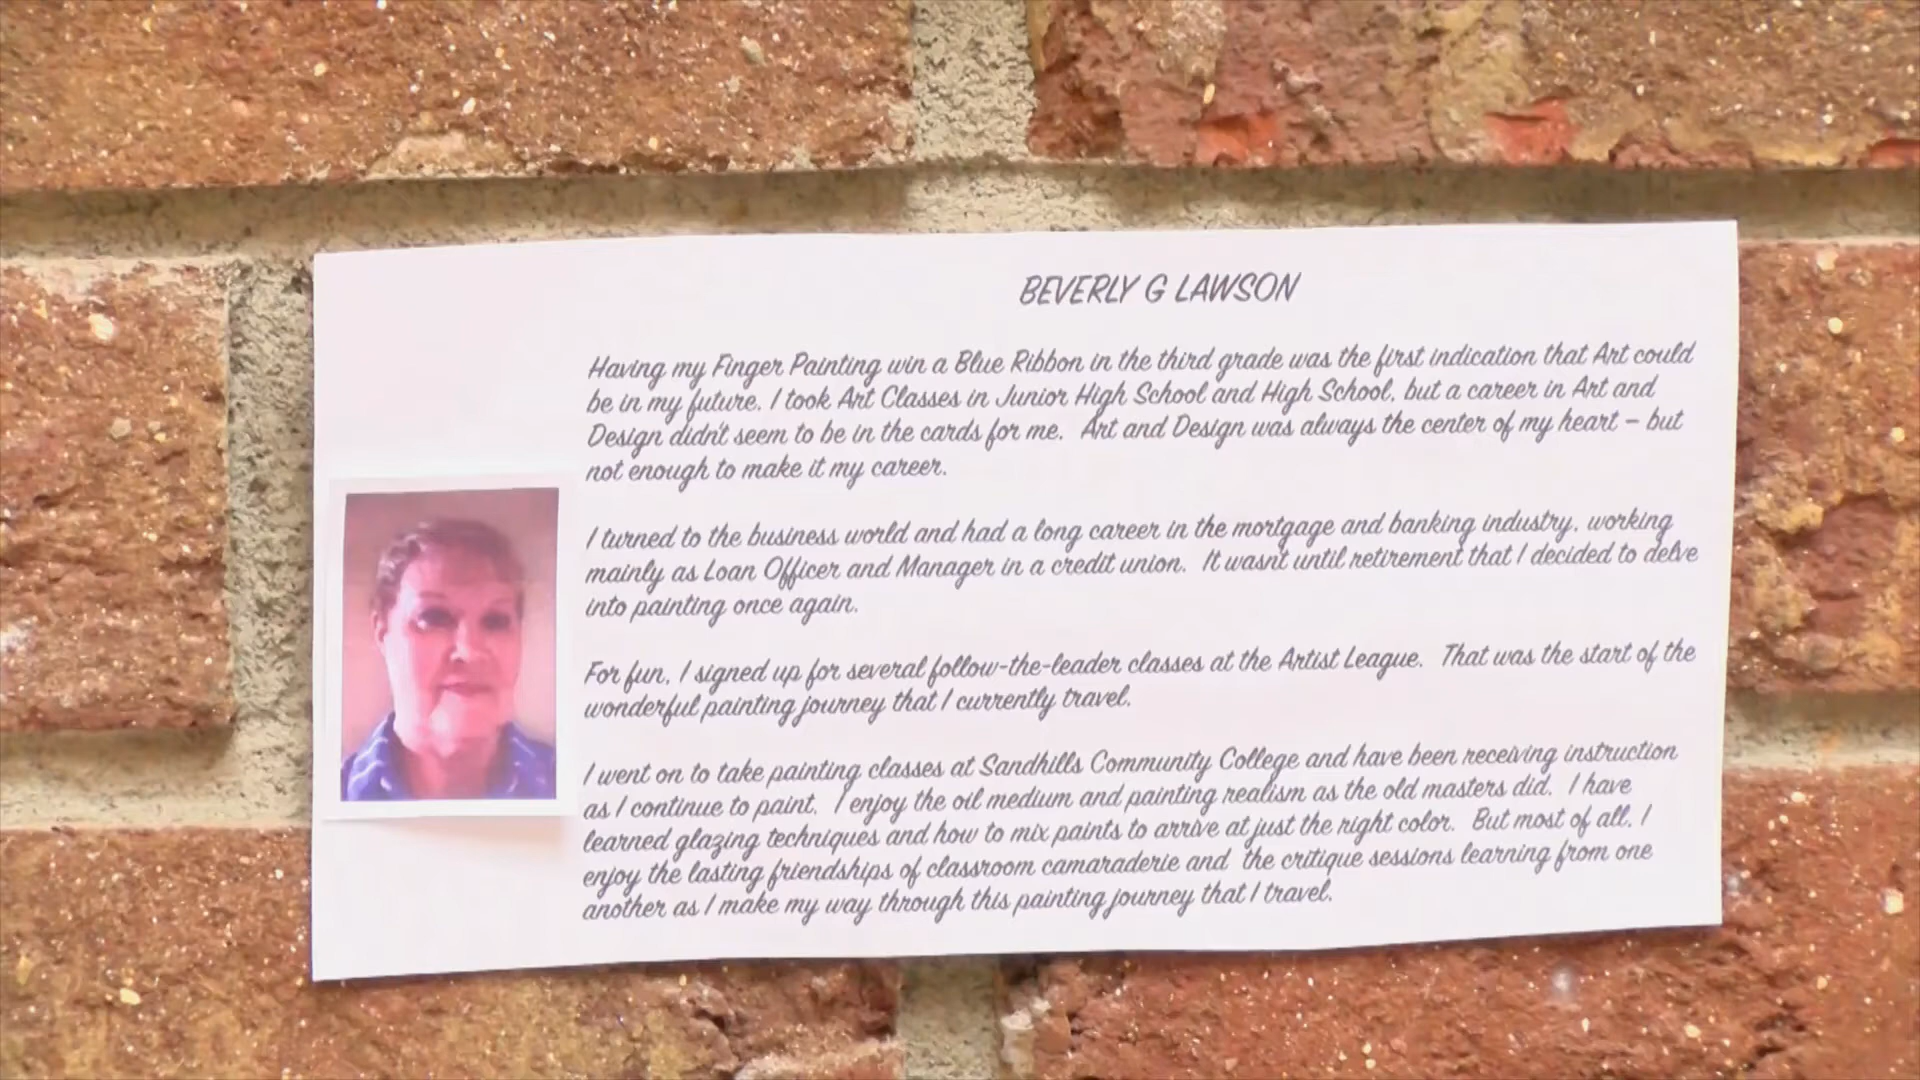 BEVERLY G LAWSON
Having my Finger Painting win a Blue Ribbon in the third grade was the first indication that Art could
be in my future. I took Art Classes in Junior High School and High School, but a career in Art and
Design didn't seem to be in the cards for me. Art and Design was always the center of my heart – but
not enough to make it my career.
I turned to the business world and had a long career in the mortgage and banking industry, working
mainly as Loan Officer and Manager in a credit union. It wasn't until retirement that I decided to delve
into painting once again.
For fun, I signed up for several follow-the-leader classes at the Artist League. That was the start of the
wonderful painting journey that I currently travel.
I went on to take painting classes at Sandhills Community College and have been receiving instruction
as I continue to paint. I enjoy the oil medium and painting realism as the old masters did. I have
learned glazing techniques and how to mix paints to arrive at just the right color. But most of all, I
enjoy the lasting friendships of classroom camaraderie and the critique sessions learning from one
another as I make my way through this painting journey that I travel.